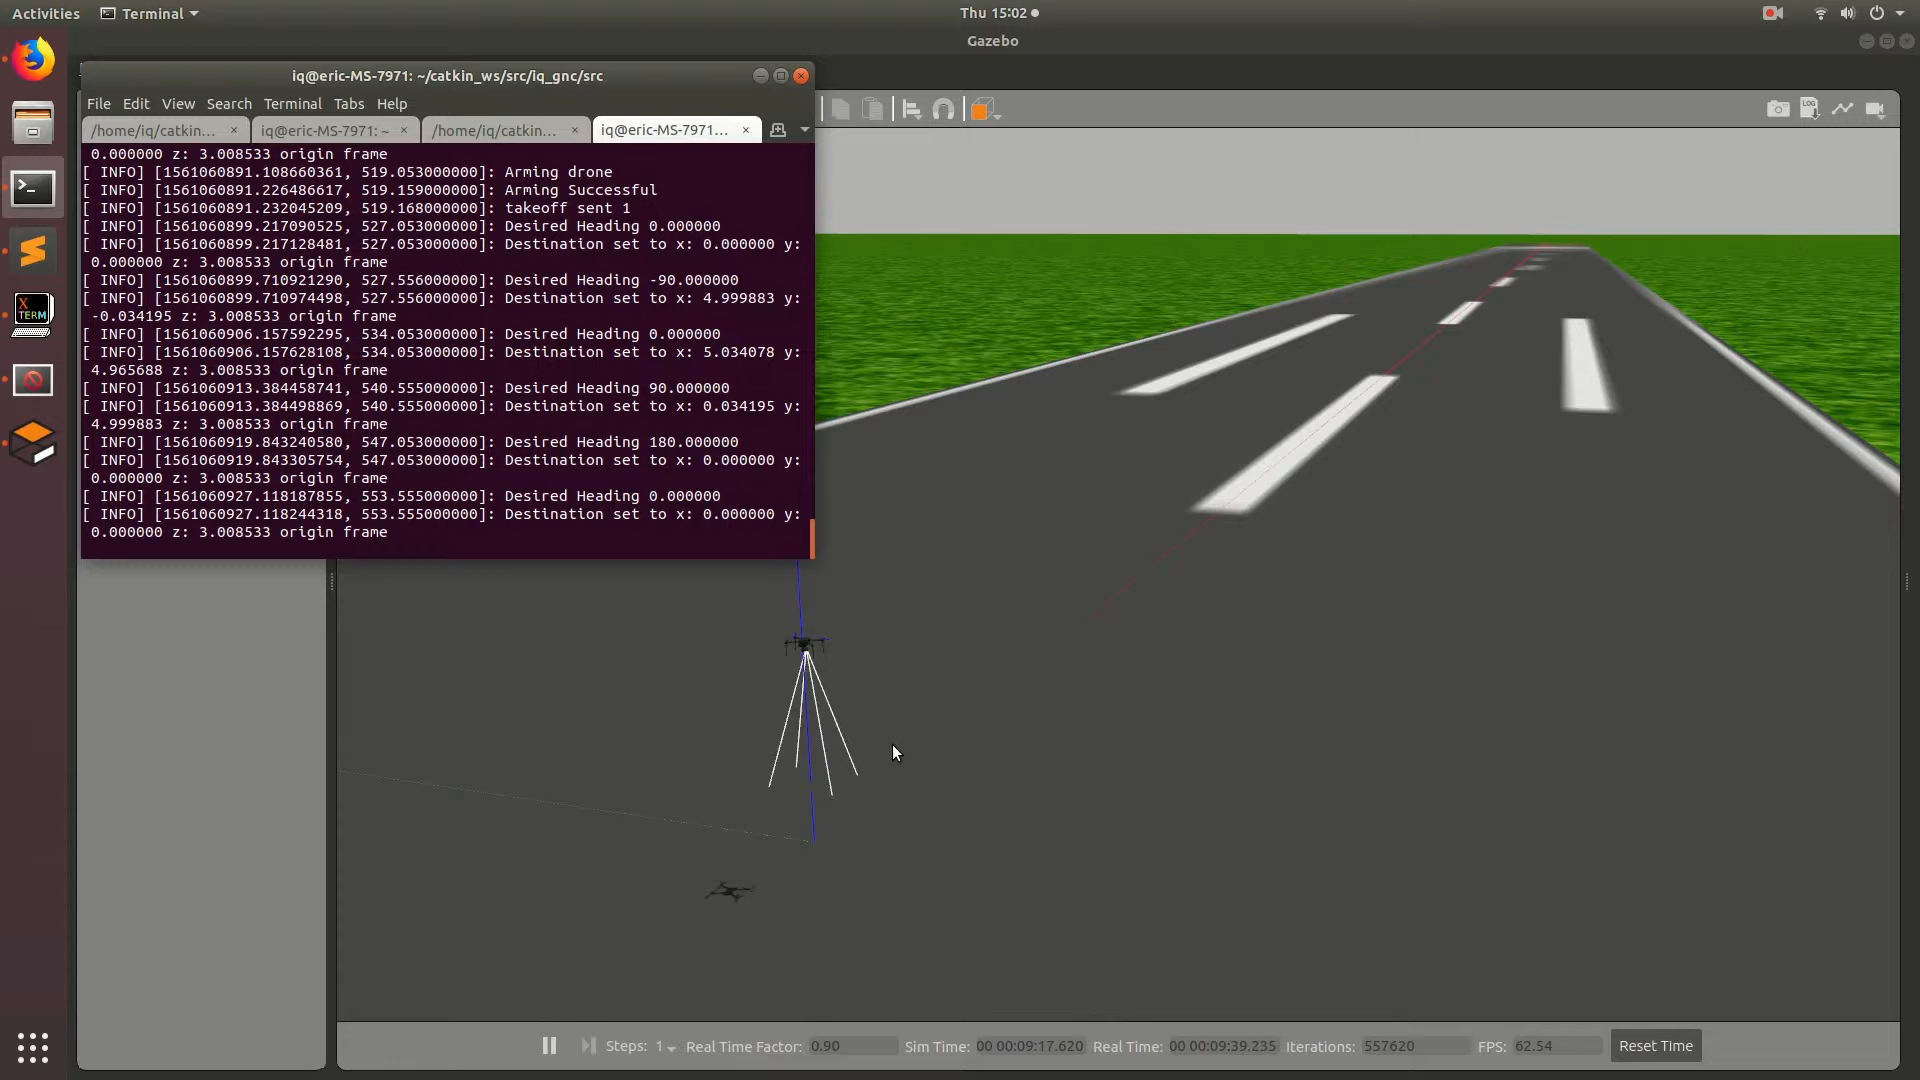 Activities
Terminal
Thu 15:02
Gazebo
iq@eric-MS-7971: ~/catkin_ws/src/iq_gnc/src
File Edit View Search Terminal Tabs Help
/home/iq/catkin... × iq@eric-MS-7971: ~ × /home/iq/catkin... × iq@eric-MS-7971... ×
0.000000 z: 3.008533 origin frame
[ INFO] [1561060891.108660361, 519.053000000]: Arming drone
[ INFO] [1561060891.226486617, 519.159000000]: Arming Successful
[ INFO] [1561060891.232045209, 519.168000000]: takeoff sent 1
[ INFO] [1561060899.217090525, 527.053000000]: Desired Heading 0.000000
[ INFO] [1561060899.217128481, 527.053000000]: Destination set to x: 0.000000 y:
0.000000 z: 3.008533 origin frame
[ INFO] [1561060899.710921290, 527.556000000]: Desired Heading -90.000000
[ INFO] [1561060899.710974498, 527.556000000]: Destination set to x: 4.999883 y:
-0.034195 z: 3.008533 origin frame
[ INFO] [1561060906.157592295, 534.053000000]: Desired Heading 0.000000
[ INFO] [1561060906.157628108, 534.053000000]: Destination set to x: 5.034078 y:
4.965688 z: 3.008533 origin frame
[ INFO] [1561060913.384458741, 540.555000000]: Desired Heading 90.000000
[ INFO] [1561060913.384498869, 540.555000000]: Destination set to x: 0.034195 y:
4.999883 z: 3.008533 origin frame
[ INFO] [1561060919.843240580, 547.053000000]: Desired Heading 180.000000
[ INFO] [1561060919.843305754, 547.053000000]: Destination set to x: 0.000000 y:
0.000000 z: 3.008533 origin frame
[ INFO] [1561060927.118187855, 553.555000000]: Desired Heading 0.000000
[ INFO] [1561060927.118244318, 553.555000000]: Destination set to x: 0.000000 y:
0.000000 z: 3.008533 origin frame
LOG
X
TERM
Steps: 1 Real Time Factor: 0.90 Sim Time: 00 00:09:17.620 Real Time: 00 00:09:39.235 Iterations: 557620 FPS: 62.54 Reset Time